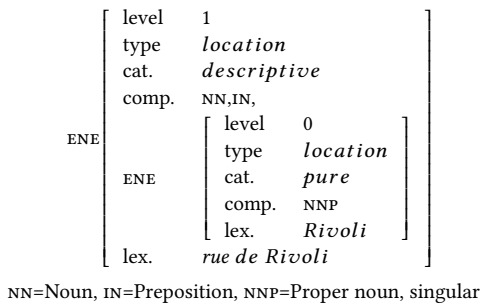 level 1
type location
cat. descriptive
comp. NN,IN,
level 0
type location
ENE ENE cat. pure
comp. NNP
lex. Rivoli
lex. rue de Rivoli
NN=Noun, IN=Preposition, NNP=Proper noun, singular